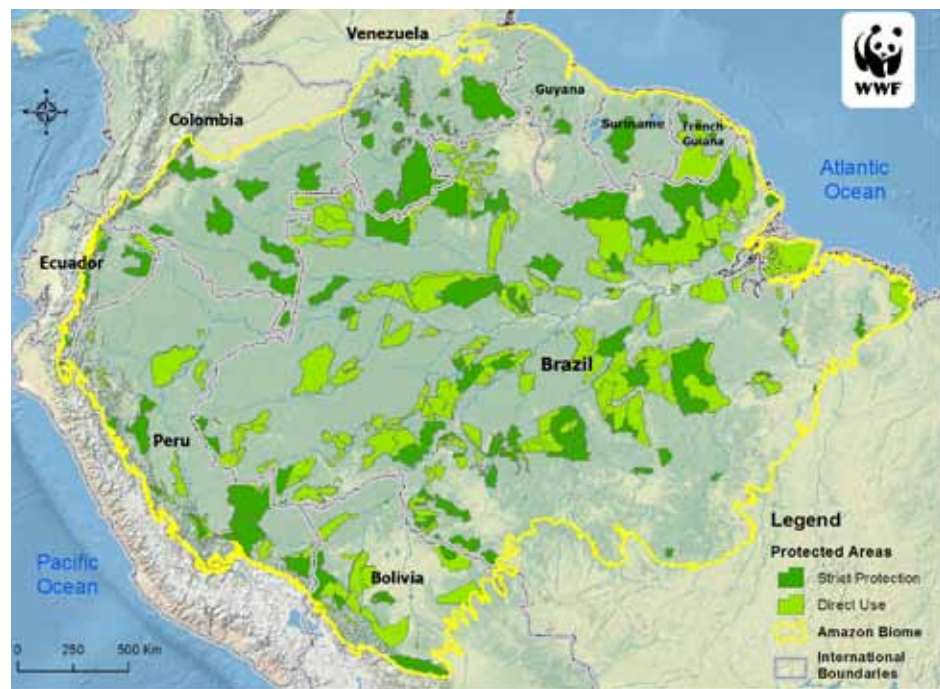 Venezuela
WWF
Guyana
Colombia
Suriname
French
Guiana
Atlantic
Ocean
Ecuador
Brazil
Peru
Legend
Protected Areas
Pacific
Ocean
Bolivia
Strict Protection
Direct Use
Amazon Biome
0 250 500 Km
International
Boundaries